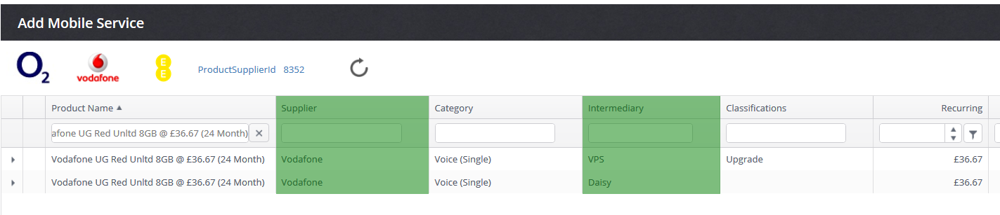 Add Mobile Service
O2 vodafone EE ProductSupplierId 8352
Product Name Supplier Category Intermediary Classifications Recurring
afone UG Red Unltd 8GB @ £36.67 (24 Month)
Vodafone UG Red Unltd 8GB @ £36.67 (24 Month) Vodafone Voice (Single) VPS Upgrade £36.67
Vodafone UG Red Unltd 8GB @ £36.67 (24 Month) Vodafone Voice (Single) Daisy £36.67